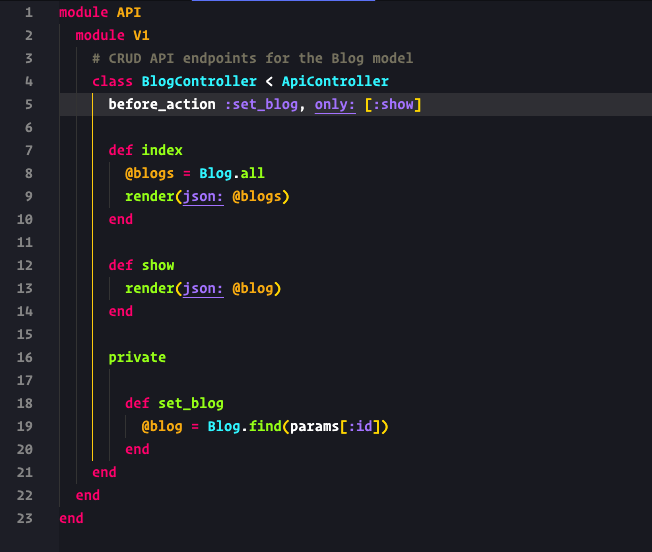 1 module API
2   module V1
3     # CRUD API endpoints for the Blog model
4     class BlogController < ApiController
5       before_action :set_blog, only: [:show]
6
7       def index
8         @blogs = Blog.all
9         render(json: @blogs)
10       end
11
12       def show
13         render(json: @blog)
14       end
15
16       private
17
18         def set_blog
19           @blog = Blog.find(params[:id])
20         end
21     end
22   end
23 end